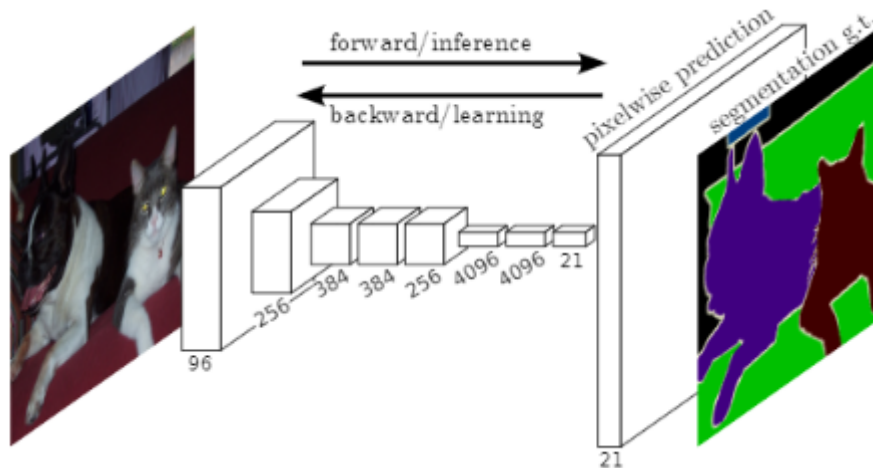 forward/inference
backward/learning
pixelwise prediction
segmentation g.t.
96
256
384
384
256
4096
4096
21
21